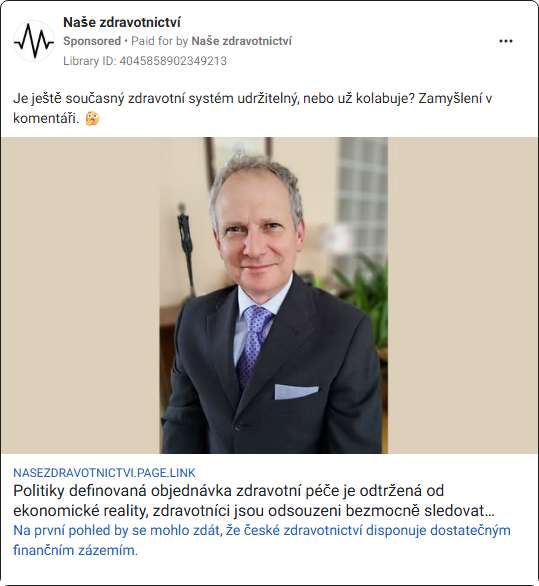 Naše zdravotnictví
Sponsored • Paid for by Naše zdravotnictví
Library ID: 4045858902349213
Je ještě současný zdravotní systém udržitelný, nebo už kolabuje? Zamyšlení v
komentáři. 🤔
NASEZDRAVOTNICTVI.PAGE.LINK
Politiky definovaná objednávka zdravotní péče je odtržená od
ekonomické reality, zdravotníci jsou odsouzeni bezmocně sledovat...
Na první pohled by se mohlo zdát, že české zdravotnictví disponuje dostatečným
finančním zázemím.